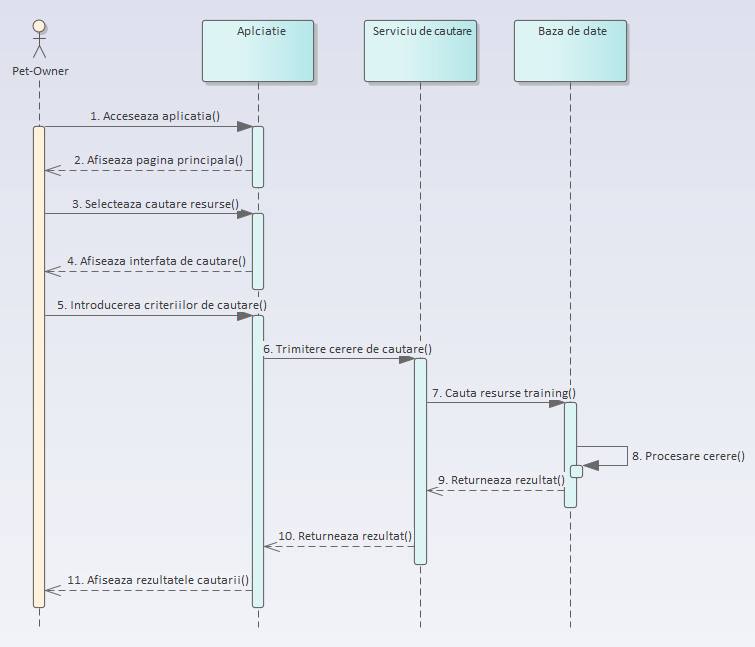 Aplciatie
Serviciu de cautare
Baza de date
Pet-Owner
1. Acceseaza aplicatia()
2. Afiseaza pagina principala()
3. Selecteaza cautare resurse()
4. Afiseaza interfata de cautare()
5. Introducerea criteriilor de cautare()
6. Trimitere cerere de cautare()
7. Cauta resurse training()
8. Procesare cerere()
9. Returneaza rezultat()
10. Returneaza rezultat()
11. Afiseaza rezultatele cautarii()